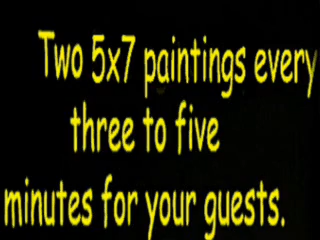 Two 5x7 paintings every
three to five
minutes for your guests.